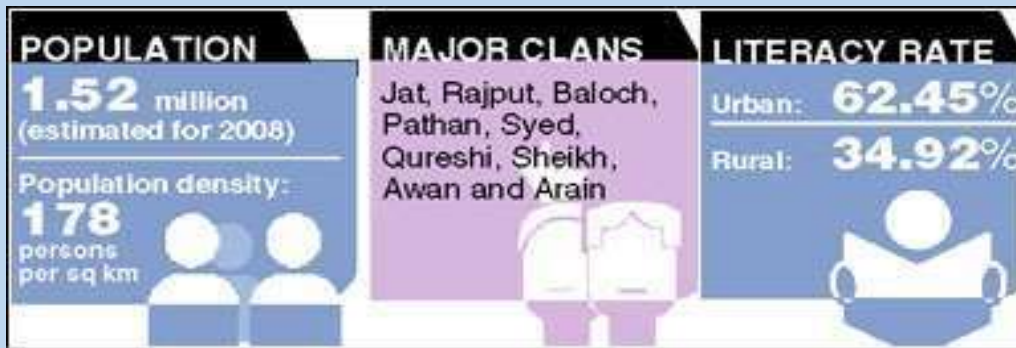 POPULATION
1.52 million
(estimated for 2008)
Population density:
178
persons
per sq km
MAJOR CLANS
Jat, Rajput, Baloch,
Pathan, Syed,
Qureshi, Sheikh,
Awan and Arain
LITERACY RATE
Urban: 62.45%
Rural: 34.92%